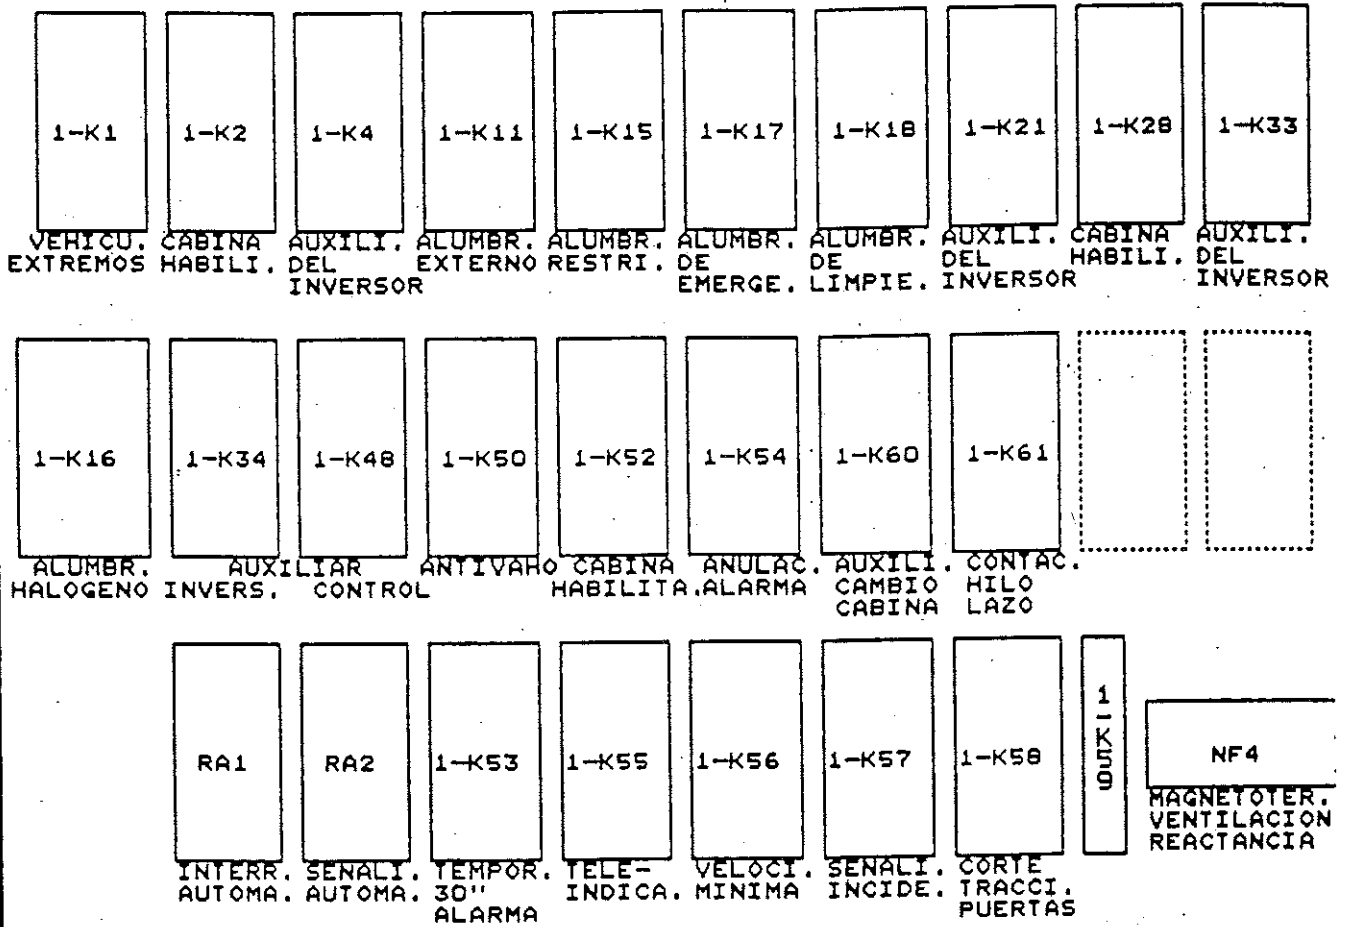 1-K1 1-K2 1-K4 1-K11 1-K15 1-K17 1-K18 1-K21 1-K28 1-K33
VEHICU. CABINA AUXILI. ALUMBR. ALUMBR. ALUMBR. ALUMBR. AUXILI. CABINA AUXILI.
EXTREMOS HABILI. DEL EXTERNO RESTRI. DE DE DEL HABILI. DEL
INVERSOR EMERGE. LIMPIE. INVERSOR INVERSOR
1-K16 1-K34 1-K48 1-K50 1-K52 1-K54 1-K60 1-K61
ALUMBR. AUXILIAR ANTIVAHO CABINA ANULAC. AUXILI. CONTAC.
HALOGENO INVERS. CONTROL HABILITA. ALARMA CAMBIO HILO
CABINA LAZO
RA1 RA2 1-K53 1-K55 1-K56 1-K57 1-K58 1-K59 NF4
MAGNETOTER.
VENTILACION
REACTANCIA
INTERR. SENALI. TEMPOR. TELE- VELOCI. SENALI. CORTE
AUTOMA. AUTOMA. 30'' INDICA. MINIMA INCIDE. TRACCI.
ALARMA PUERTAS